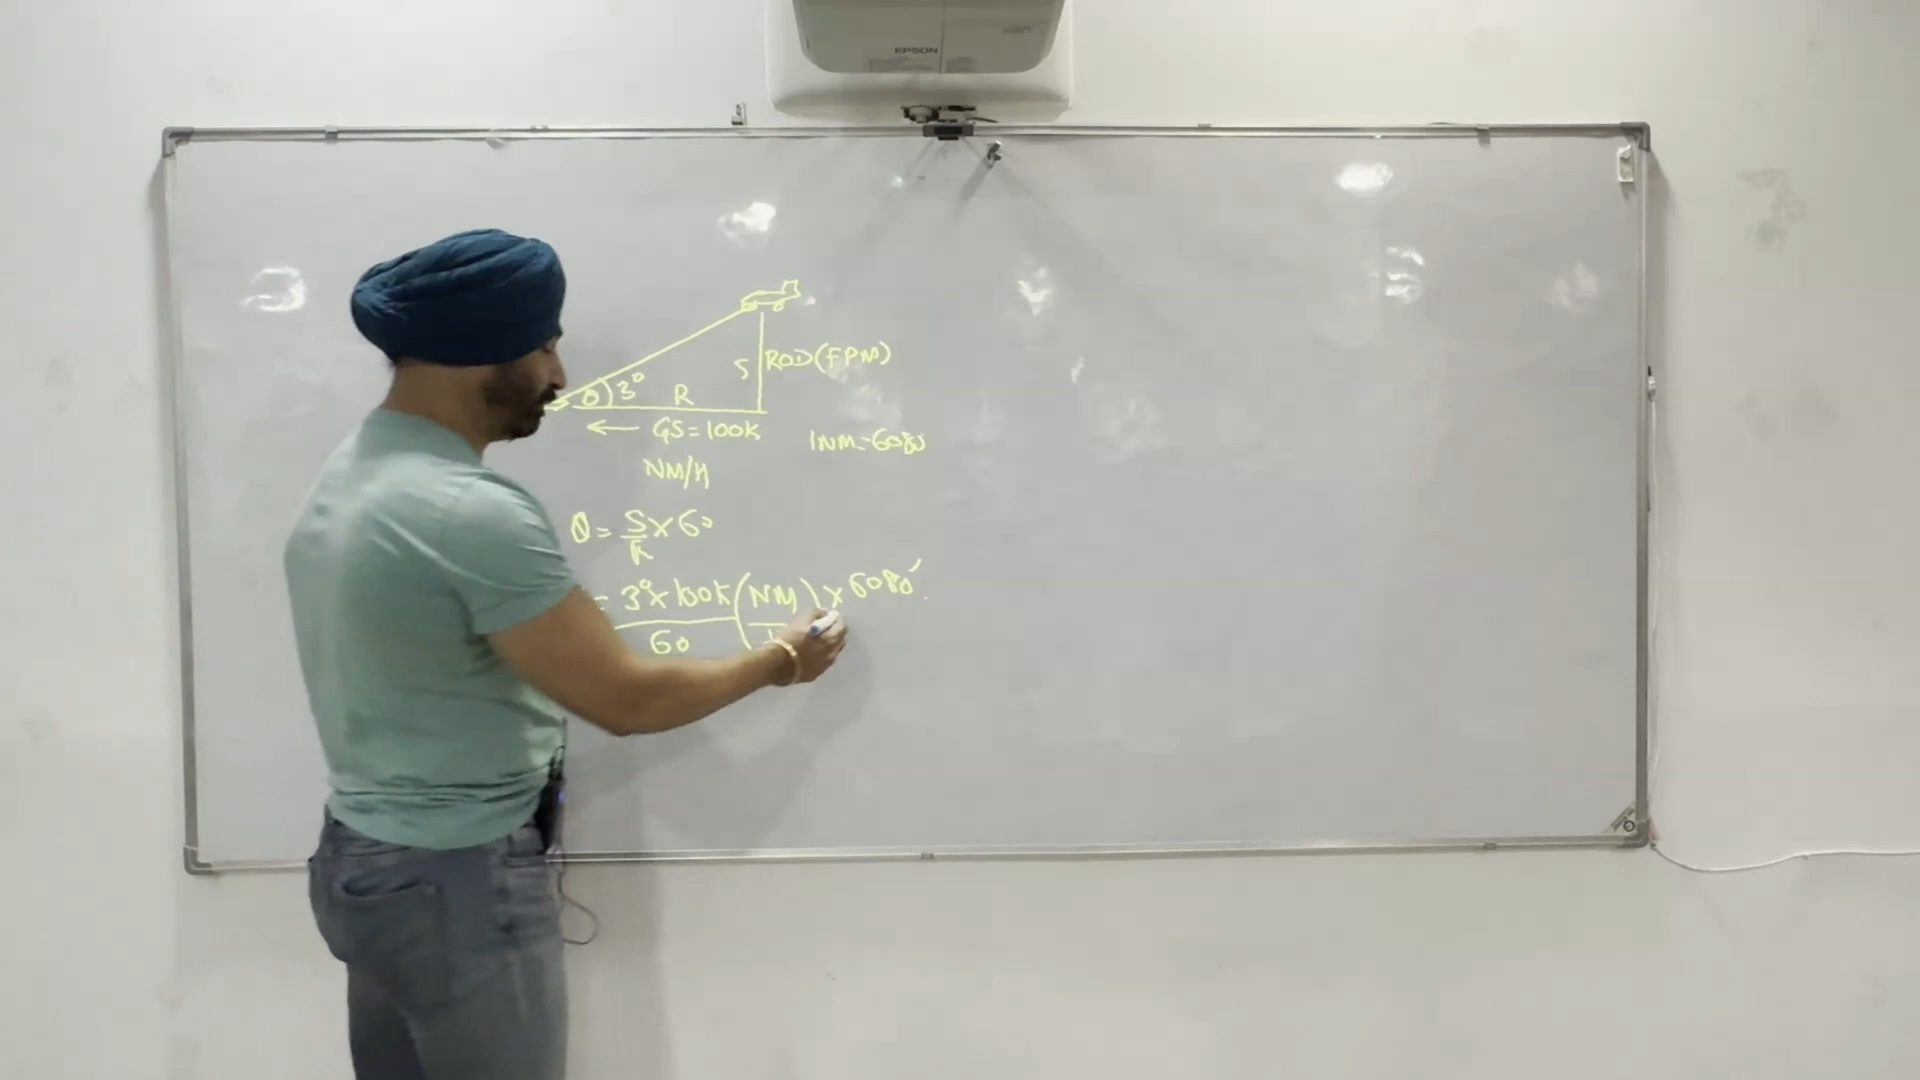 EPSON
S ROD(FPM)
θ 3° R
← GS=100K 1NM=6080
NM/H
θ = S/R × 60
= 3° × 100K/60 (NM/ × 6080'